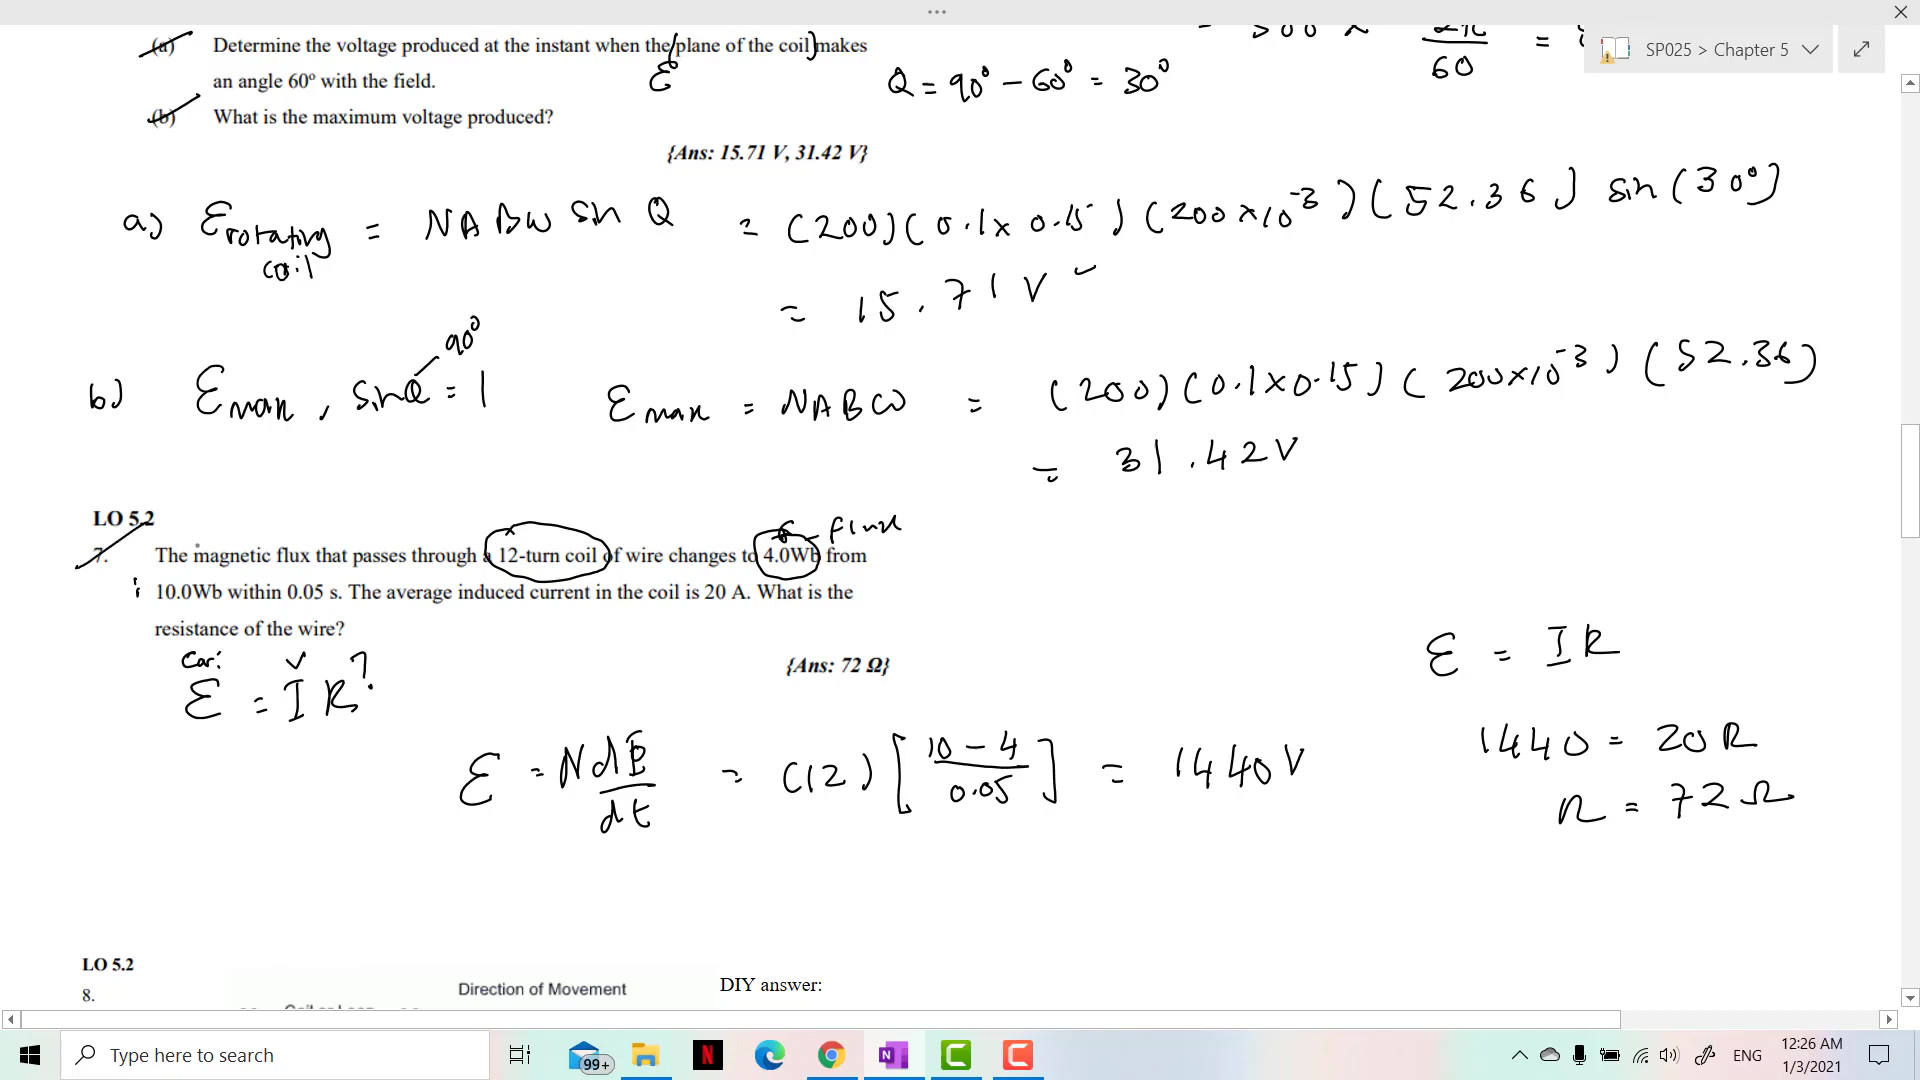 SP025 > Chapter 5
60
(a) Determine the voltage produced at the instant when the plane of the coil makes
an angle 60º with the field.
ε
Q = 90° - 60° = 30°
(b) What is the maximum voltage produced?
{Ans: 15.71 V, 31.42 V}
a) ε rotating coil = NABω sin Q = (200)(0.1 x 0.15)(200 x 10^-3)(52.36) sin(30°)
= 15.71 V
90°
b) ε max, sin Q = 1 ε max = NABω = (200)(0.1 x 0.15)(200 x 10^-3)(52.36)
= 31.42 V
LO 5.2
flux
7. The magnetic flux that passes through a 12-turn coil of wire changes to 4.0Wb from
10.0Wb within 0.05 s. The average induced current in the coil is 20 A. What is the
resistance of the wire?
{Ans: 72 Ω}
Cari ✓ ?
ε = I R
ε = N dΦ/dt = (12) [10 - 4 / 0.05] = 1440 V
ε = IR
1440 = 20 R
R = 72 Ω
LO 5.2
8.
Direction of Movement
DIY answer:
Type here to search
99+
ENG
12:26 AM
1/3/2021